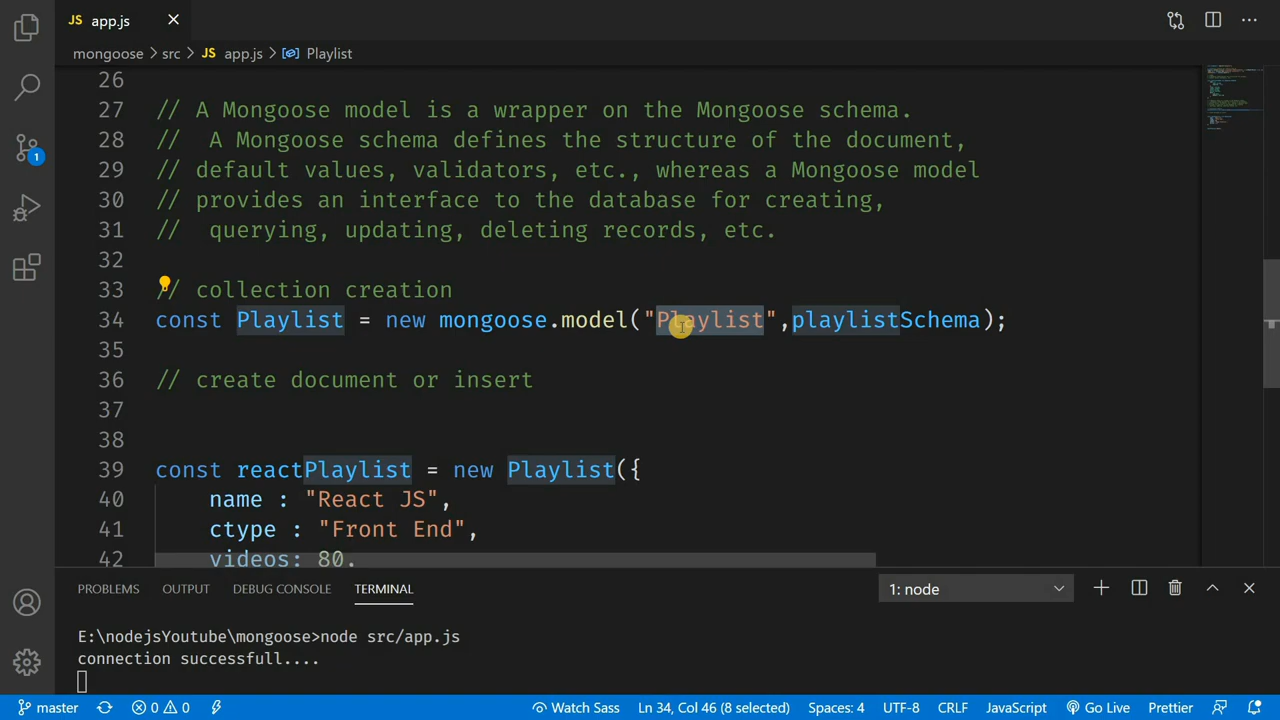 JS app.js
mongoose > src > JS app.js > Playlist
26
27 // A Mongoose model is a wrapper on the Mongoose schema.
28 //  A Mongoose schema defines the structure of the document,
29 // default values, validators, etc., whereas a Mongoose model
30 // provides an interface to the database for creating,
31 //  querying, updating, deleting records, etc.
32
33 // collection creation
34 const Playlist = new mongoose.model("Playlist",playlistSchema);
35
36 // create document or insert
37
38
39 const reactPlaylist = new Playlist({
40     name : "React JS",
41     ctype : "Front End",
42     videos: 80,
1
PROBLEMS OUTPUT DEBUG CONSOLE TERMINAL 1: node
E:\nodejsYoutube\mongoose>node src/app.js
connection successfull....
master 0 0 Watch Sass Ln 34, Col 46 (8 selected) Spaces: 4 UTF-8 CRLF JavaScript Go Live Prettier